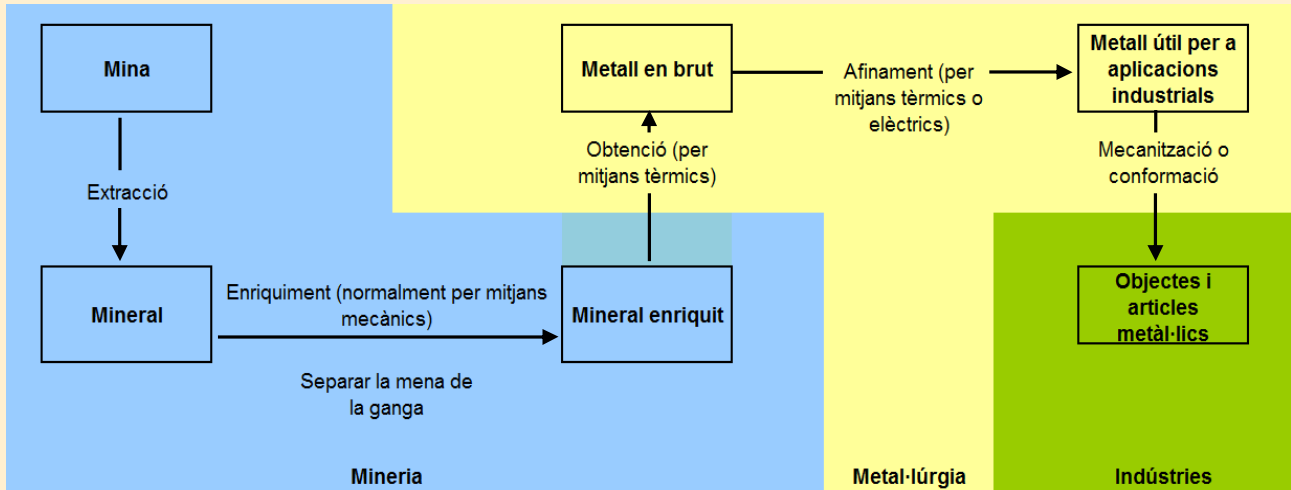 Mina
Extracció
Mineral
Enriquiment (normalment per mitjans
mecànics)
Separar la mena de
la ganga
Mineral enriquit
Obtenció (per
mitjans tèrmics)
Metall en brut
Afinament (per
mitjans tèrmics o
elèctrics)
Metall útil per a
aplicacions
industrials
Mecanització o
conformació
Objectes i
articles
metàl·lics
Mineria
Metal·lúrgia
Indústries